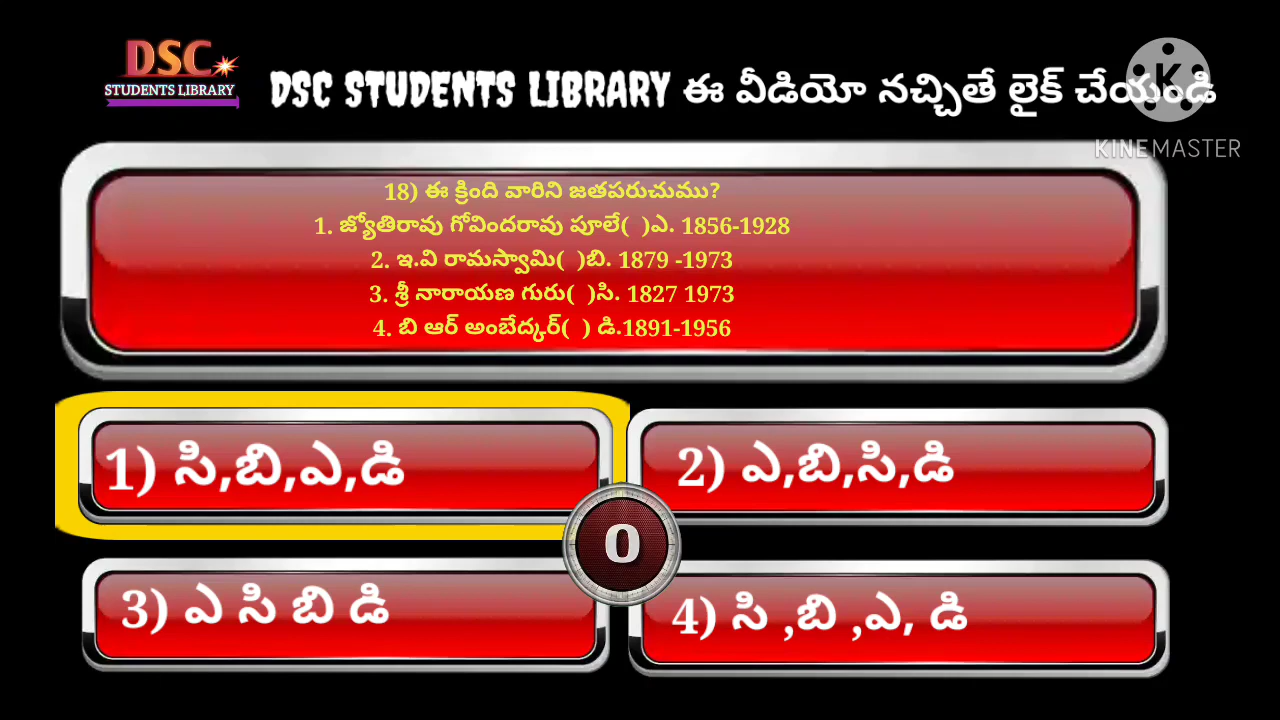 DSC
STUDENTS LIBRARY
DSC STUDENTS LIBRARY ఈ వీడియో నచ్చితే లైక్ చేయండి
K
KINEMASTER
18) ఈ క్రింది వారిని జతపరుచుము?
1. జ్యోతిరావు గోవిందరావు పూలే( )ఎ. 1856-1928
2. ఇ.వి రామస్వామి( )బి. 1879 -1973
3. శ్రీ నారాయణ గురు( )సి. 1827 1973
4. బి ఆర్ అంబేద్కర్( ) డి.1891-1956
1) సి,బి,ఎ,డి
2) ఎ,బి,సి,డి
0
3) ఎ సి బి డి
4) సి ,బి ,ఎ, డి